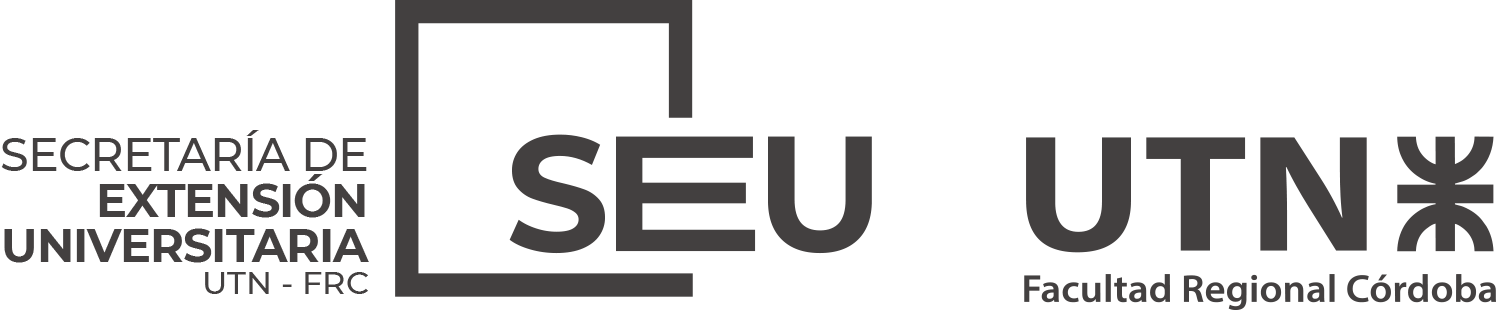 SECRETARÍA DE
EXTENSIÓN
UNIVERSITARIA
UTN - FRC
SEU
UTN
Facultad Regional Córdoba